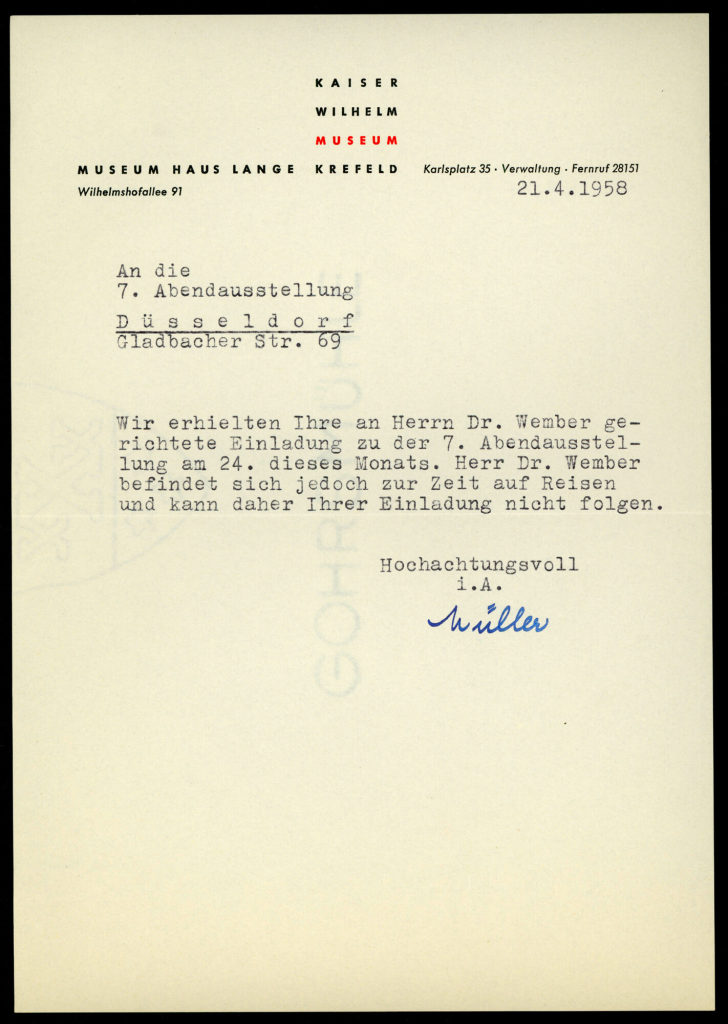 KAISER
WILHELM
MUSEUM
MUSEUM HAUS LANGE KREFELD Karlsplatz 35 · Verwaltung · Fernruf 28151
Wilhelmshofallee 91
21.4.1958
An die
7. Abendausstellung
Düsseldorf
Gladbacher Str. 69
Wir erhielten Ihre an Herrn Dr. Wember ge-
richtete Einladung zu der 7. Abendausstel-
lung am 24. dieses Monats. Herr Dr. Wember
befindet sich jedoch zur Zeit auf Reisen
und kann daher Ihrer Einladung nicht folgen.
Hochachtungsvoll
i.A.
Müller